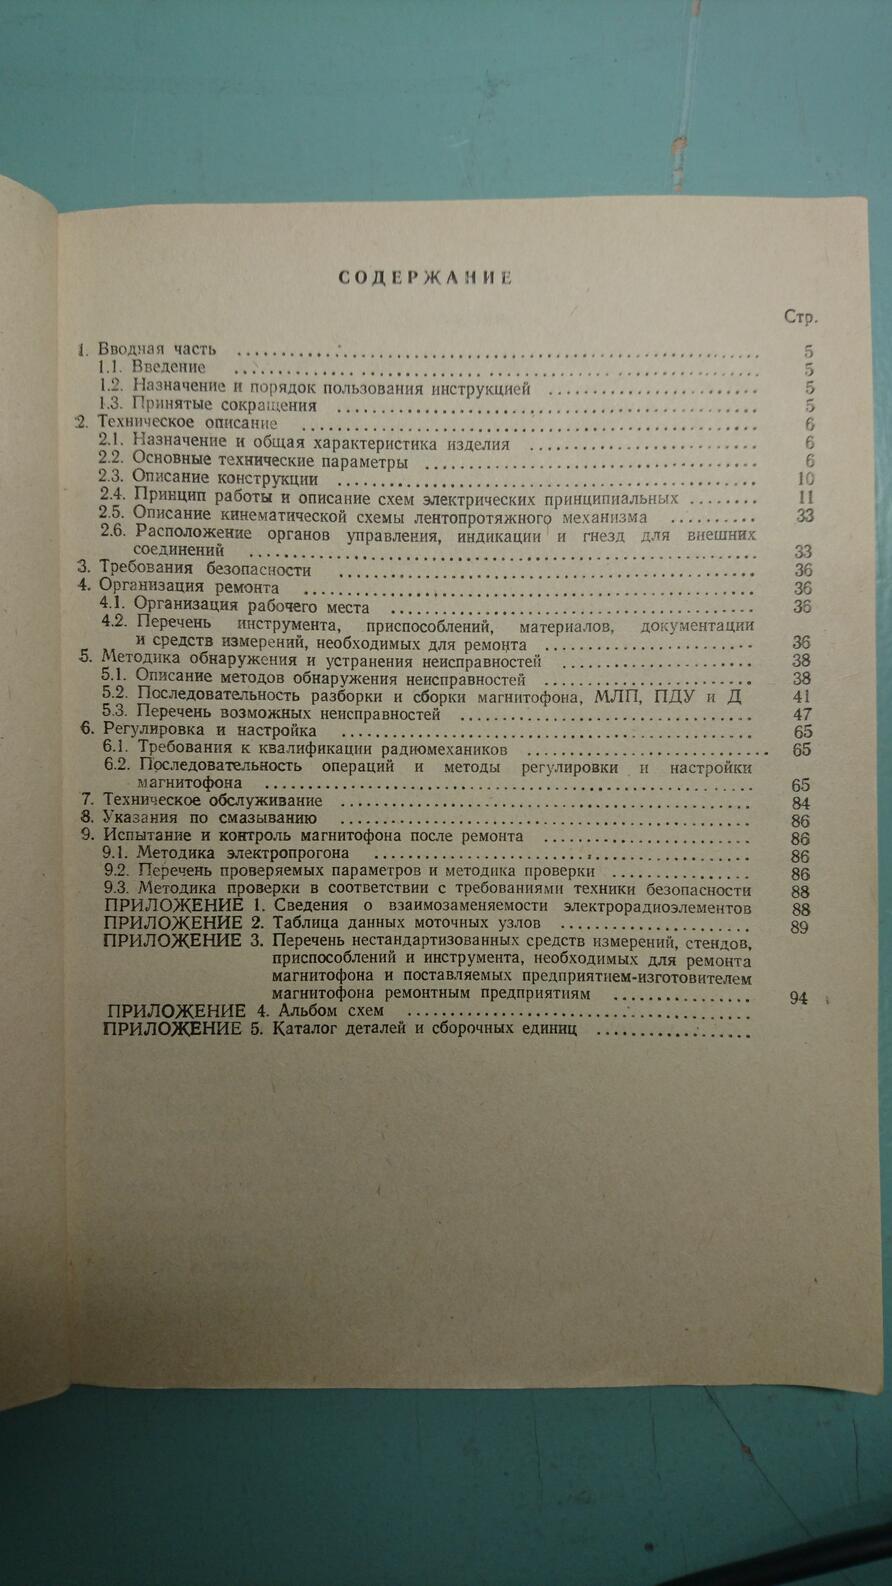 СОДЕРЖАНИЕ
Стр.
1. Вводная часть ........ 5
1.1. Введение ........ 5
1.2. Назначение и порядок пользования инструкцией ........ 5
1.3. Принятые сокращения ........ 5
2. Техническое описание ........ 6
2.1. Назначение и общая характеристика изделия ........ 6
2.2. Основные технические параметры ........ 6
2.3. Описание конструкции ........ 10
2.4. Принцип работы и описание схем электрических принципиальных ........ 11
2.5. Описание кинематической схемы лентопротяжного механизма ........ 33
2.6. Расположение органов управления, индикации и гнезд для внешних
соединений ........ 33
3. Требования безопасности ........ 36
4. Организация ремонта ........ 36
4.1. Организация рабочего места ........ 36
4.2. Перечень инструмента, приспособлений, материалов, документации
и средств измерений, необходимых для ремонта ........ 36
5. Методика обнаружения и устранения неисправностей ........ 38
5.1. Описание методов обнаружения неисправностей ........ 38
5.2. Последовательность разборки и сборки магнитофона, МЛП, ПДУ и Д 41
5.3. Перечень возможных неисправностей ........ 47
6. Регулировка и настройка ........ 65
6.1. Требования к квалификации радиомехаников ........ 65
6.2. Последовательность операций и методы регулировки и настройки
магнитофона ........ 65
7. Техническое обслуживание ........ 84
8. Указания по смазыванию ........ 86
9. Испытание и контроль магнитофона после ремонта ........ 86
9.1. Методика электропрогона ........ 86
9.2. Перечень проверяемых параметров и методика проверки ........ 86
9.3. Методика проверки в соответствии с требованиями техники безопасности 88
ПРИЛОЖЕНИЕ 1. Сведения о взаимозаменяемости электрорадиоэлементов 88
ПРИЛОЖЕНИЕ 2. Таблица данных моточных узлов ........ 89
ПРИЛОЖЕНИЕ 3. Перечень нестандартизованных средств измерений, стендов,
приспособлений и инструмента, необходимых для ремонта
магнитофона и поставляемых предприятием-изготовителем
магнитофона ремонтным предприятиям ........ 94
ПРИЛОЖЕНИЕ 4. Альбом схем ........
ПРИЛОЖЕНИЕ 5. Каталог деталей и сборочных единиц ........